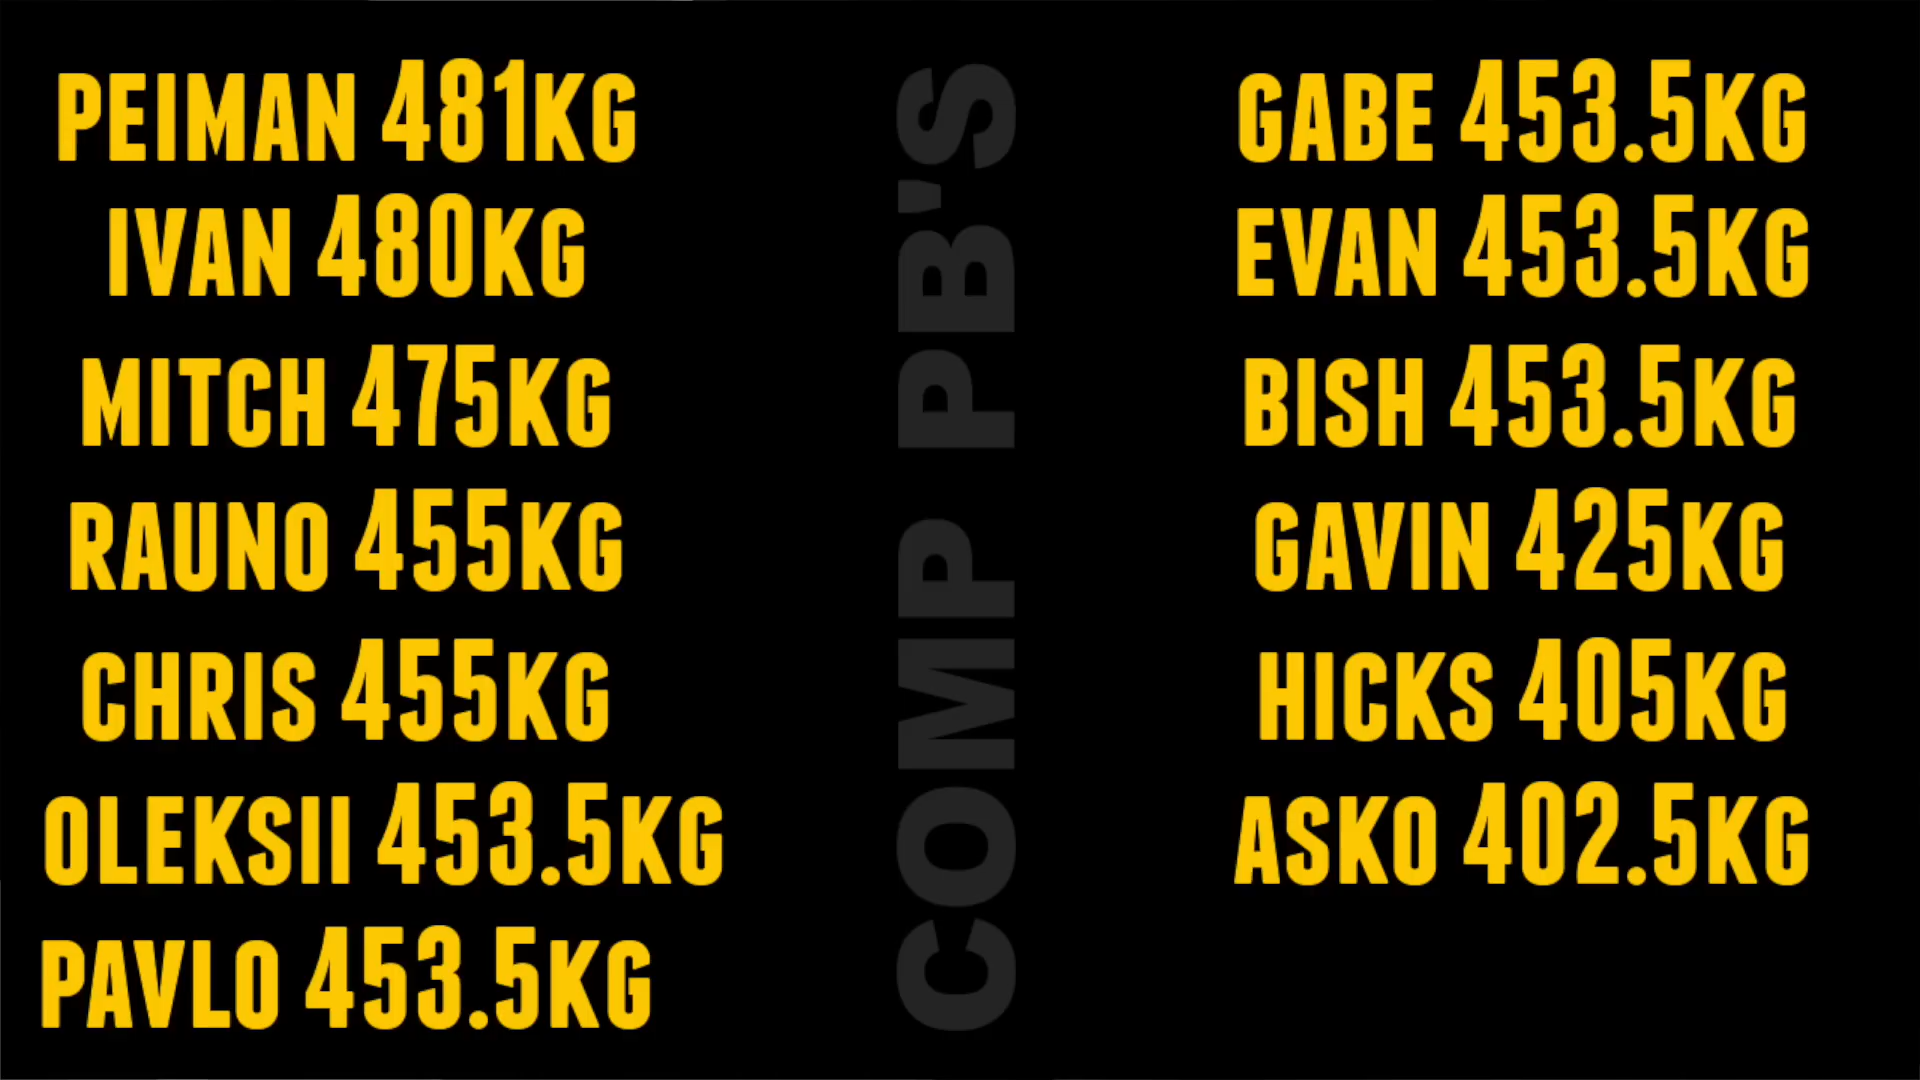 PEIMAN 481KG
IVAN 480KG
MITCH 475KG
RAUNO 455KG
CHRIS 455KG
OLEKSII 453.5KG
PAVLO 453.5KG
COMP PB'S
GABE 453.5KG
EVAN 453.5KG
BISH 453.5KG
GAVIN 425KG
HICKS 405KG
ASKO 402.5KG